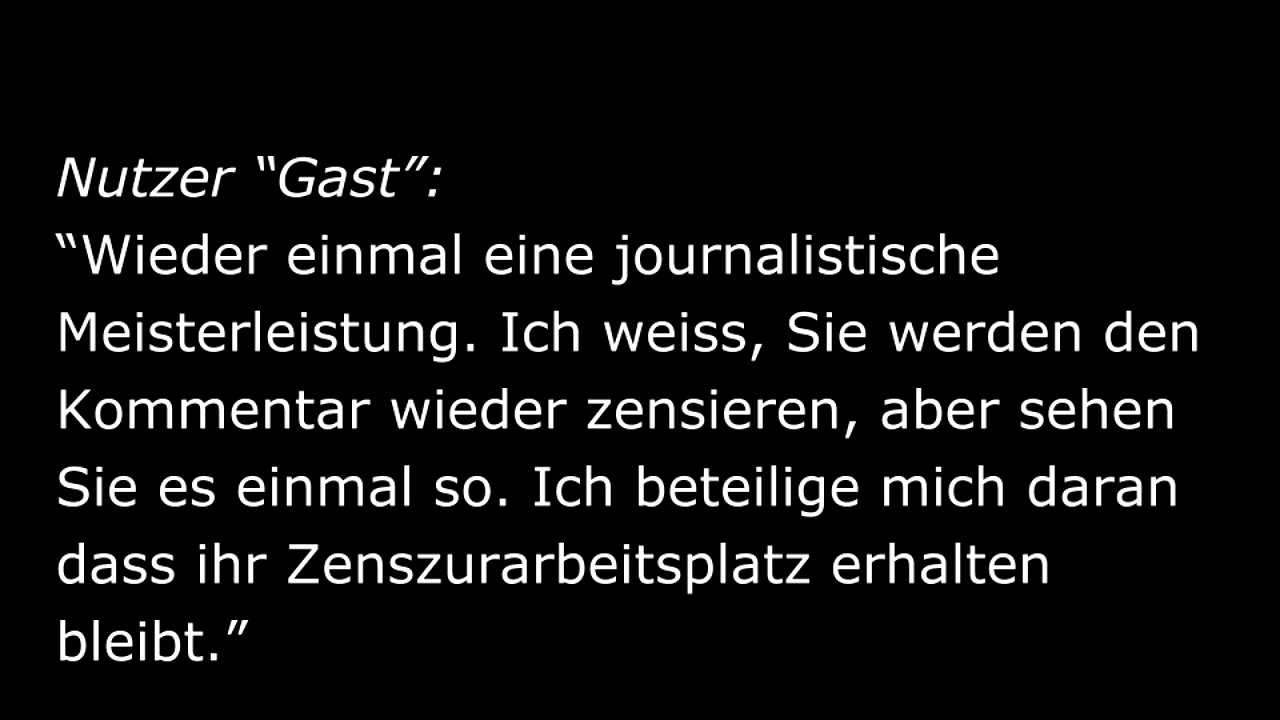 Nutzer “Gast”:
“Wieder einmal eine journalistische
Meisterleistung. Ich weiss, Sie werden den
Kommentar wieder zensieren, aber sehen
Sie es einmal so. Ich beteilige mich daran
dass ihr Zenszurarbeitsplatz erhalten
bleibt.”